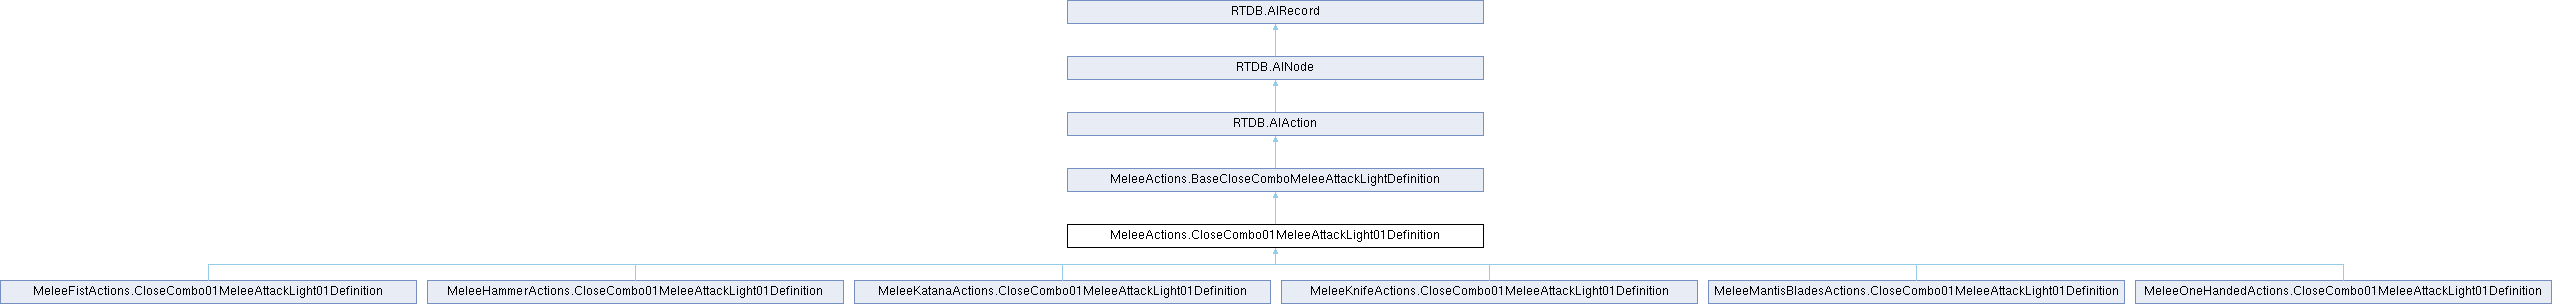 RTDB.AIRecord
RTDB.AINode
RTDB.AIAction
MeleeActions.BaseCloseComboMeleeAttackLightDefinition
MeleeActions.CloseCombo01MeleeAttackLight01Definition
MeleeFistActions.CloseCombo01MeleeAttackLight01Definition
MeleeHammerActions.CloseCombo01MeleeAttackLight01Definition
MeleeKatanaActions.CloseCombo01MeleeAttackLight01Definition
MeleeKnifeActions.CloseCombo01MeleeAttackLight01Definition
MeleeMantisBladesActions.CloseCombo01MeleeAttackLight01Definition
MeleeOneHandedActions.CloseCombo01MeleeAttackLight01Definition